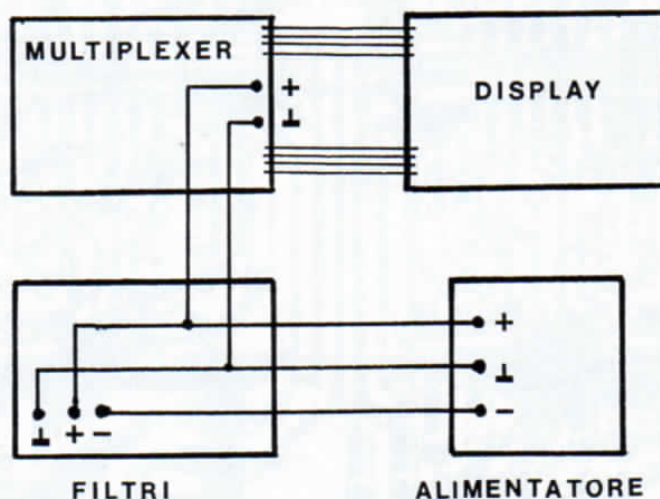 MULTIPLEXER
+
⊥
DISPLAY
+
⊥
-
⊥ + -
FILTRI
ALIMENTATORE